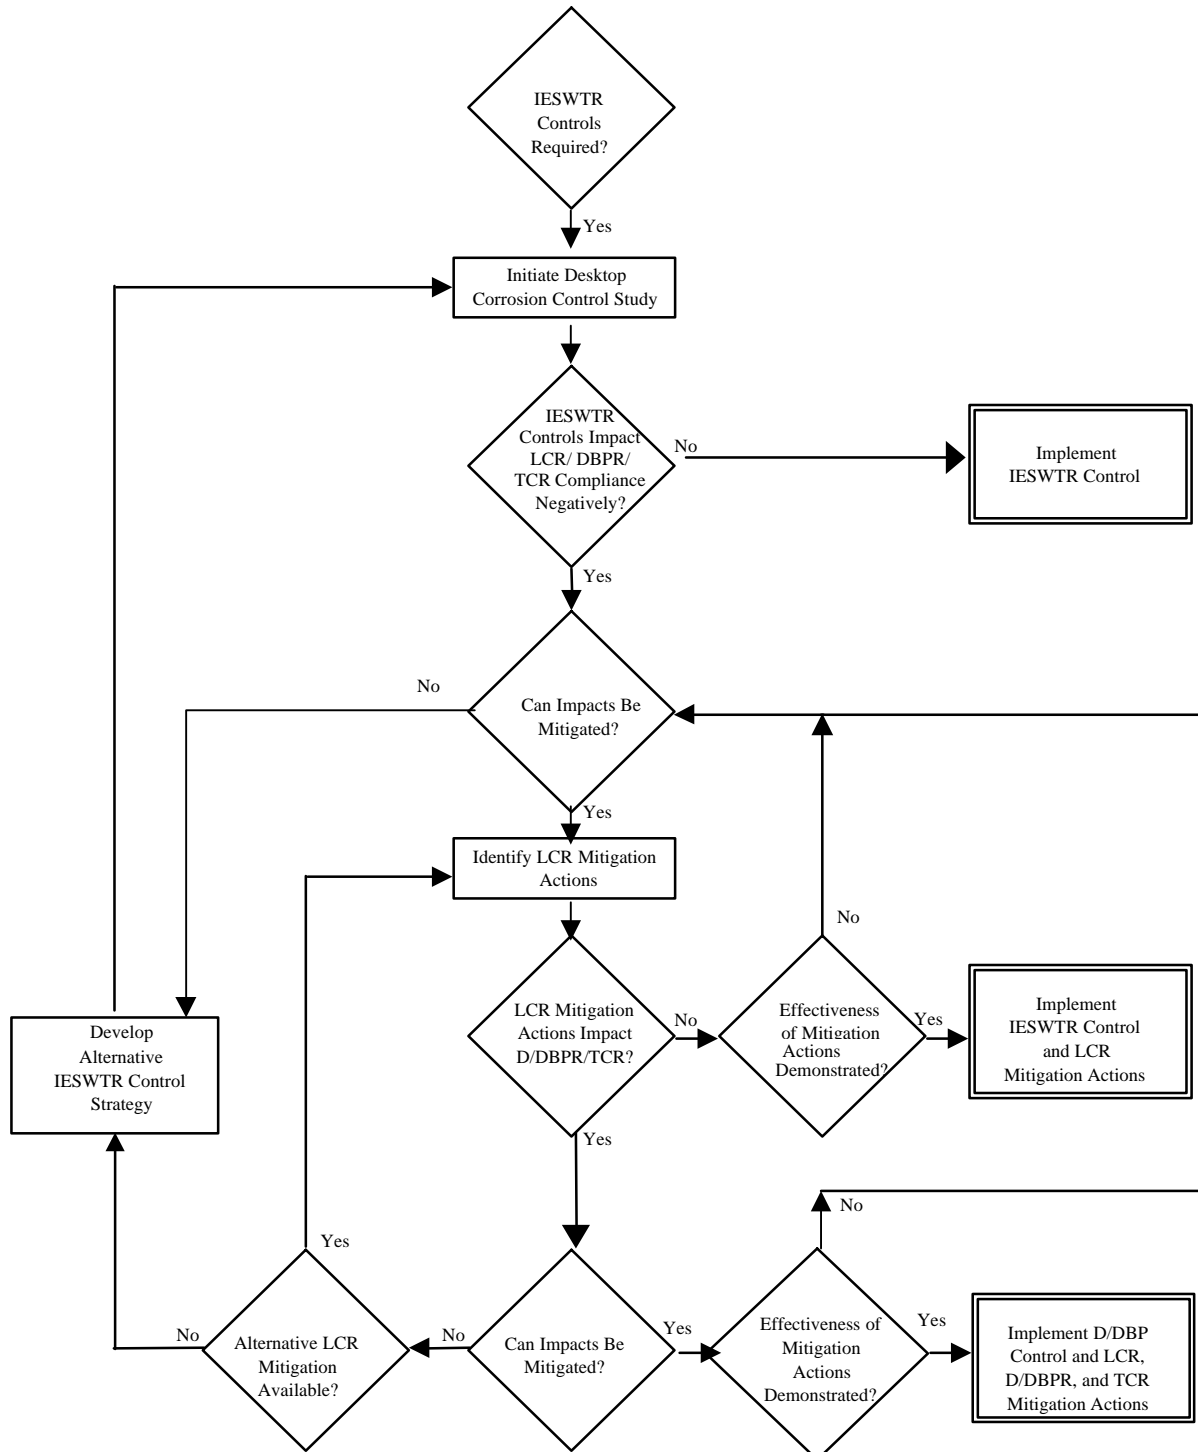 IESWTR
Controls
Required?
Yes
Initiate Desktop
Corrosion Control Study
IESWTR
Controls Impact
LCR/ DBPR/
TCR Compliance
Negatively?
No
Implement
IESWTR Control
Yes
No
Can Impacts Be
Mitigated?
Yes
Identify LCR Mitigation
Actions
No
LCR Mitigation
Actions Impact
D/DBPR/TCR?
No
Effectiveness
of Mitigation
Actions
Demonstrated?
Yes
Implement
IESWTR Control
and LCR
Mitigation Actions
Develop
Alternative
IESWTR Control
Strategy
Yes
No
Yes
No
Alternative LCR
Mitigation
Available?
No
Can Impacts Be
Mitigated?
Yes
Effectiveness of
Mitigation
Actions
Demonstrated?
Yes
Implement D/DBP
Control and LCR,
D/DBPR, and TCR
Mitigation Actions